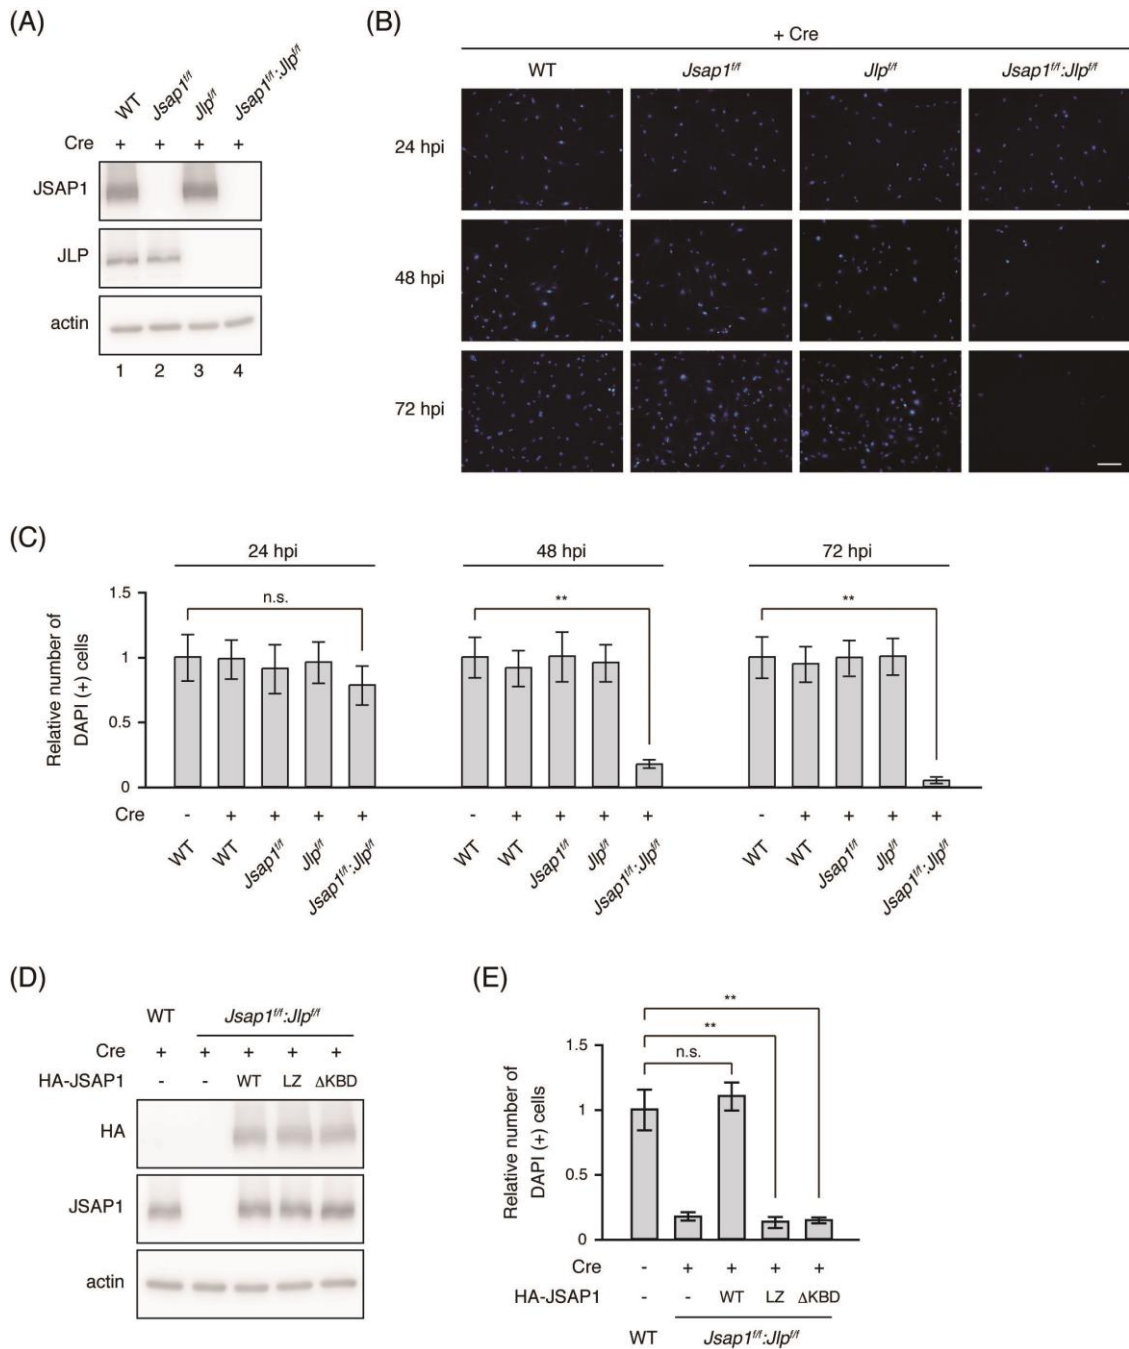 (A)
WT Jsap1f/f Jlpf/f Jsap1f/f:Jlpf/f
Cre + + + +
JSAP1
JLP
actin
1 2 3 4
(B)
+ Cre
WT Jsap1f/f Jlpf/f Jsap1f/f:Jlpf/f
24 hpi
48 hpi
72 hpi
(C)
24 hpi 48 hpi 72 hpi
Relative number of
DAPI (+) cells
1.5
1
0.5
0
n.s. ** **
Cre - + + + + - + + + + - + + + +
WT WT Jsap1f/f Jlpf/f Jsap1f/f:Jlpf/f WT WT Jsap1f/f Jlpf/f Jsap1f/f:Jlpf/f WT WT Jsap1f/f Jlpf/f Jsap1f/f:Jlpf/f
(D)
WT Jsap1f/f:Jlpf/f
Cre + + + + +
HA-JSAP1 - - WT LZ ΔKBD
HA
JSAP1
actin
(E)
**
**
n.s.
Relative number of
DAPI (+) cells
1.5
1
0.5
0
Cre - + + + +
HA-JSAP1 - - WT LZ ΔKBD
WT Jsap1f/f:Jlpf/f